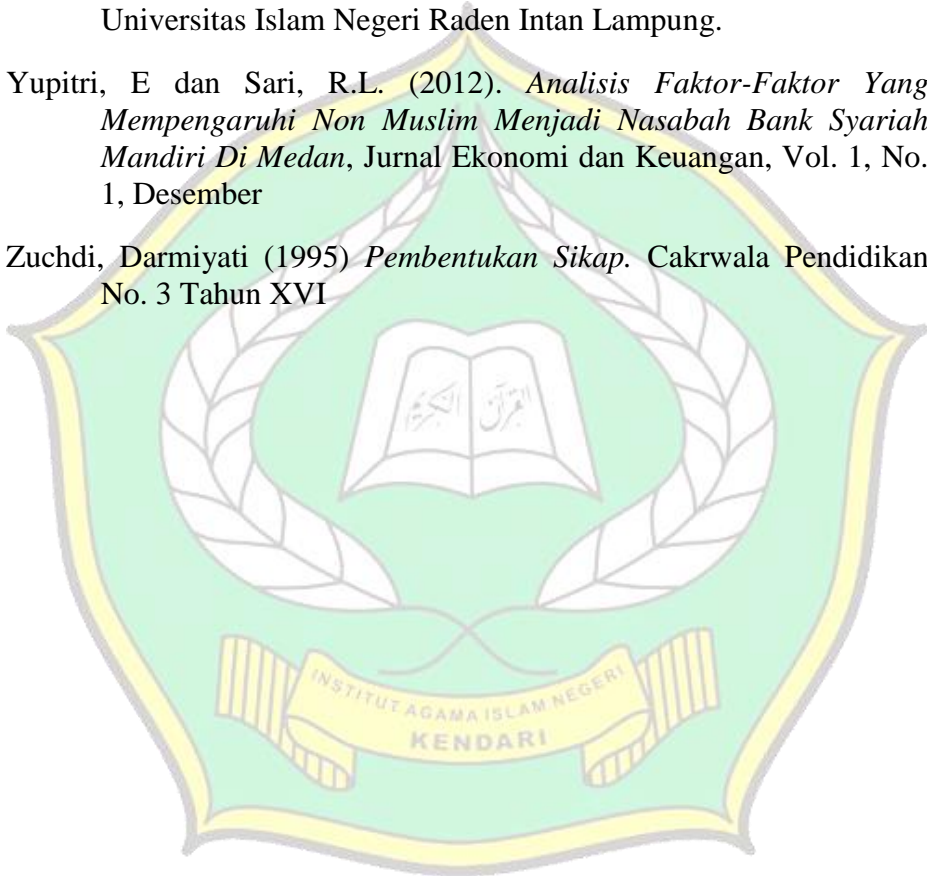 Universitas Islam Negeri Raden Intan Lampung.
Yupitri, E dan Sari, R.L. (2012). Analisis Faktor-Faktor Yang
Mempengaruhi Non Muslim Menjadi Nasabah Bank Syariah
Mandiri Di Medan, Jurnal Ekonomi dan Keuangan, Vol. 1, No.
1, Desember
Zuchdi, Darmiyati (1995) Pembentukan Sikap. Cakrwala Pendidikan
No. 3 Tahun XVI
القرآن الكريم
INSTITUT AGAMA ISLAM NEGERI
KENDARI